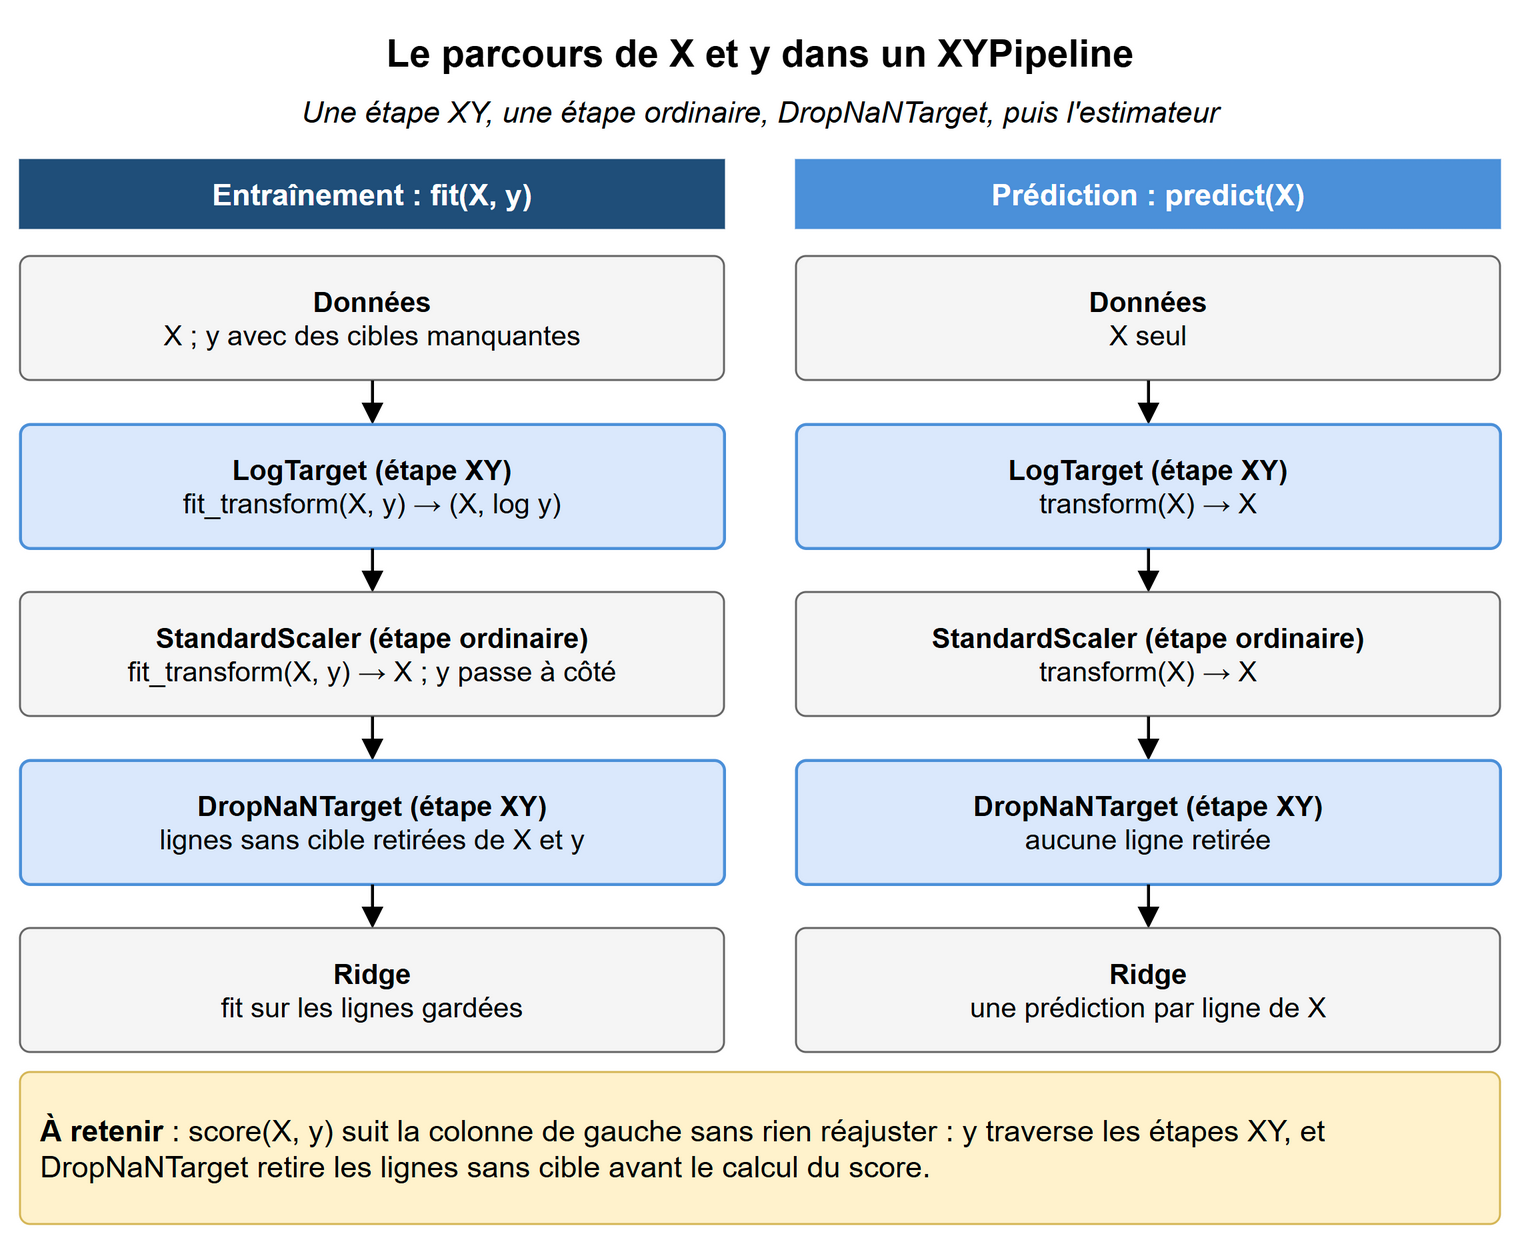 Le parcours de X et y dans un XYPipeline
Une étape XY, une étape ordinaire, DropNaNTarget, puis l'estimateur
Entraînement : fit(X, y)
Données
X ; y avec des cibles manquantes
LogTarget (étape XY)
fit_transform(X, y) → (X, log y)
StandardScaler (étape ordinaire)
fit_transform(X, y) → X ; y passe à côté
DropNaNTarget (étape XY)
lignes sans cible retirées de X et y
Ridge
fit sur les lignes gardées
Prédiction : predict(X)
Données
X seul
LogTarget (étape XY)
transform(X) → X
StandardScaler (étape ordinaire)
transform(X) → X
DropNaNTarget (étape XY)
aucune ligne retirée
Ridge
une prédiction par ligne de X
À retenir : score(X, y) suit la colonne de gauche sans rien réajuster : y traverse les étapes XY, et
DropNaNTarget retire les lignes sans cible avant le calcul du score.